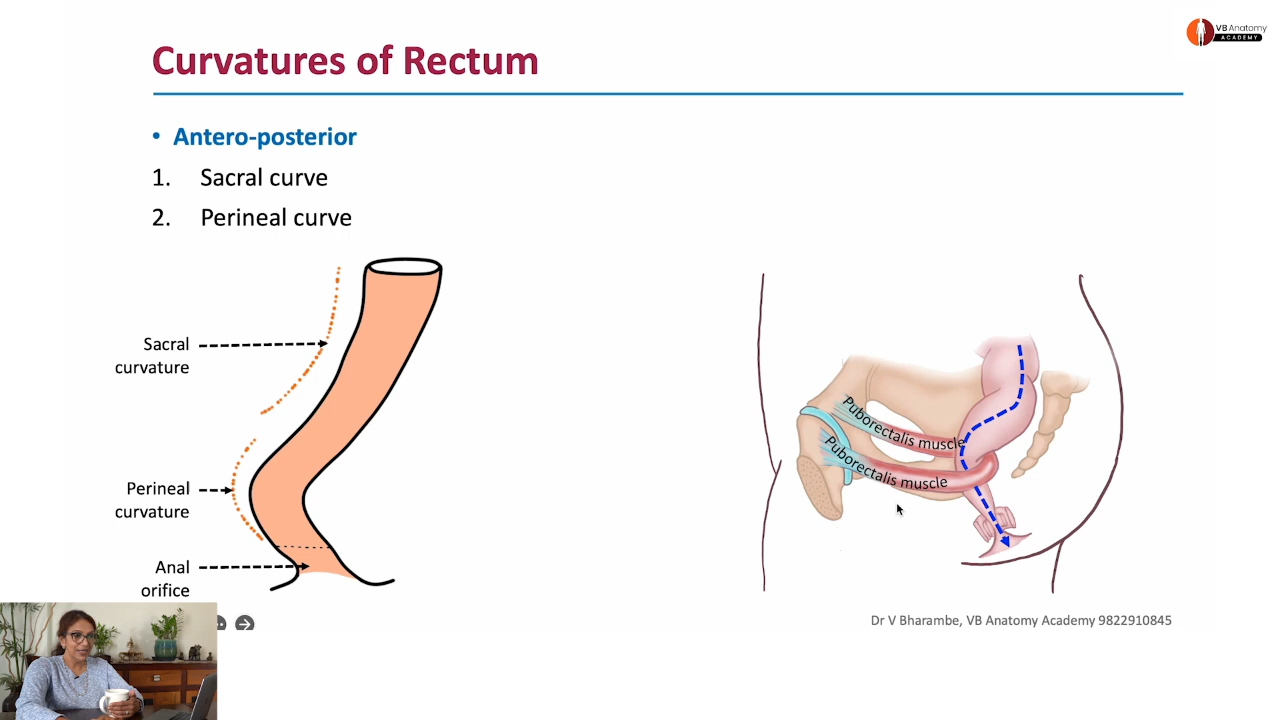 VB Anatomy
ACADEMY
Curvatures of Rectum
• Antero-posterior
1. Sacral curve
2. Perineal curve
Sacral
curvature
Perineal
curvature
Anal
orifice
Puborectalis muscle
Puborectalis muscle
Dr V Bharambe, VB Anatomy Academy 9822910845